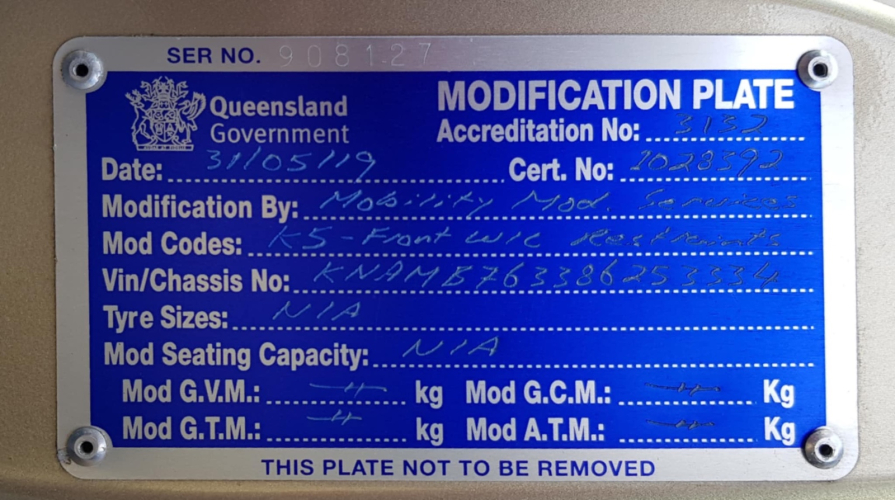 SER NO. 908127
Queensland
Government
MODIFICATION PLATE
Accreditation No: 3132
Date: 31/05/19 Cert. No: 1028392
Modification By: Mobility Mod. Services
Mod Codes: K5-Front W/C Restraints
Vin/Chassis No: KNAMB763386253334
Tyre Sizes: N/A
Mod Seating Capacity: N/A
Mod G.V.M.: kg Mod G.C.M.: Kg
Mod G.T.M.: kg Mod A.T.M.: Kg
THIS PLATE NOT TO BE REMOVED